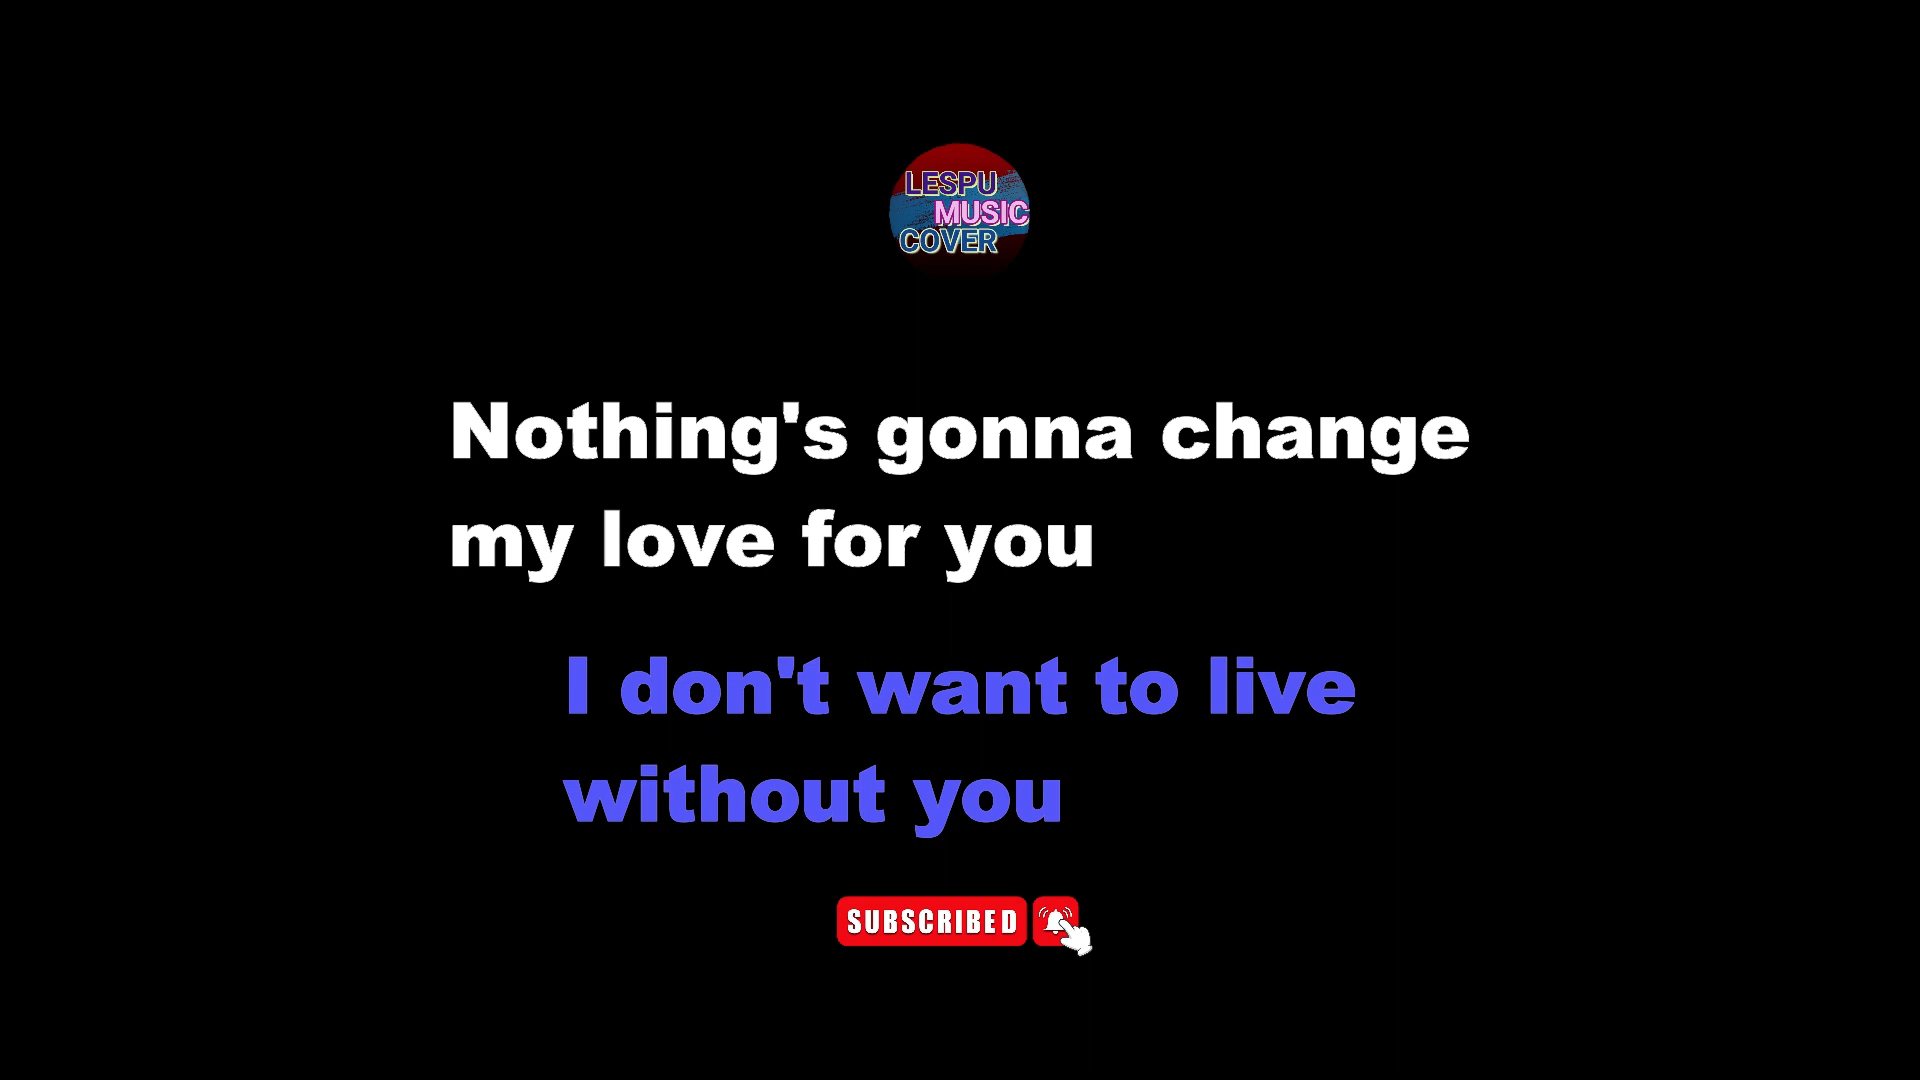 LESPU
MUSIC
COVER
Nothing's gonna change
my love for you
I don't want to live
without you
SUBSCRIBED